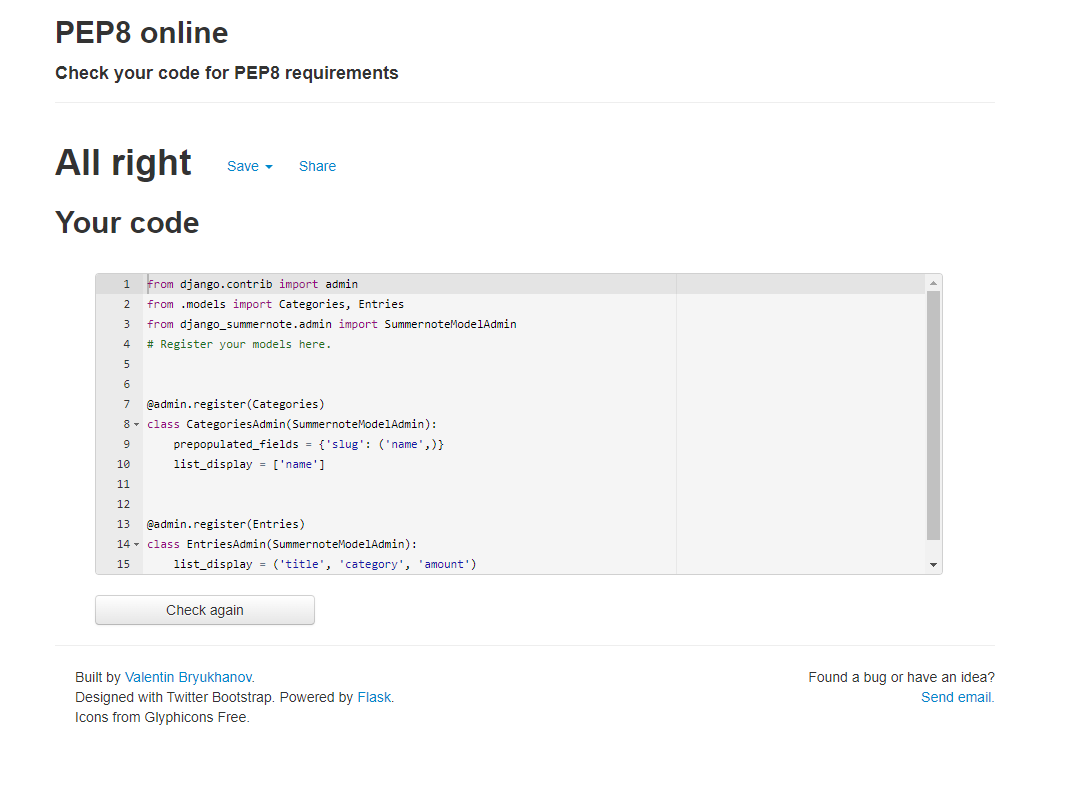 PEP8 online
Check your code for PEP8 requirements
All right Save Share
Your code
1 from django.contrib import admin
2 from .models import Categories, Entries
3 from django_summernote.admin import SummernoteModelAdmin
4 # Register your models here.
5
6
7 @admin.register(Categories)
8 class CategoriesAdmin(SummernoteModelAdmin):
9     prepopulated_fields = {'slug': ('name',)}
10     list_display = ['name']
11
12
13 @admin.register(Entries)
14 class EntriesAdmin(SummernoteModelAdmin):
15     list_display = ('title', 'category', 'amount')
Check again
Built by Valentin Bryukhanov.
Designed with Twitter Bootstrap. Powered by Flask.
Icons from Glyphicons Free.
Found a bug or have an idea?
Send email.